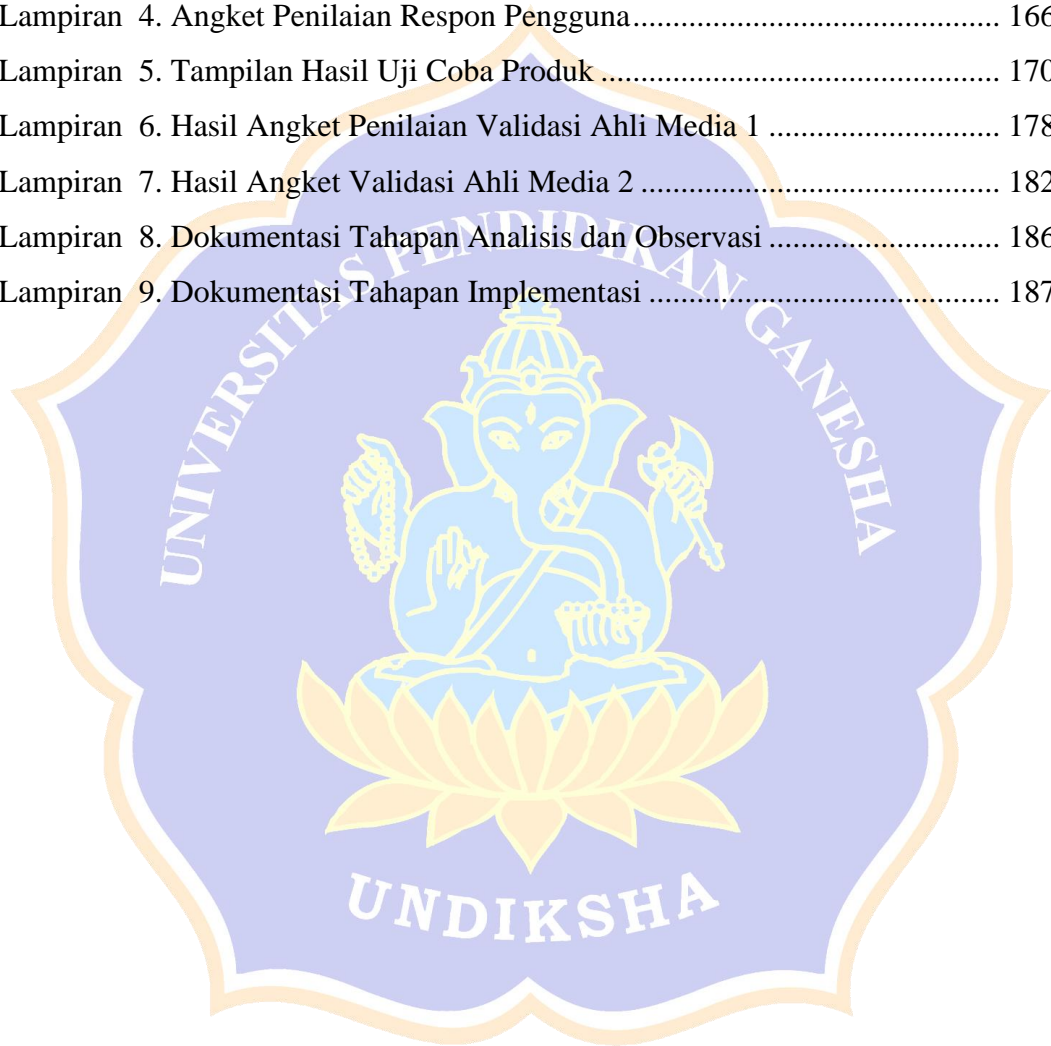 Lampiran 4. Angket Penilaian Respon Pengguna............................................... 166
Lampiran 5. Tampilan Hasil Uji Coba Produk ................................................... 170
Lampiran 6. Hasil Angket Penilaian Validasi Ahli Media 1 .............................. 178
Lampiran 7. Hasil Angket Validasi Ahli Media 2 .............................................. 182
Lampiran 8. Dokumentasi Tahapan Analisis dan Observasi .............................. 186
Lampiran 9. Dokumentasi Tahapan Implementasi ............................................. 187
UNIVERSITAS PENDIDIKAN GANESHA
UNDIKSHA